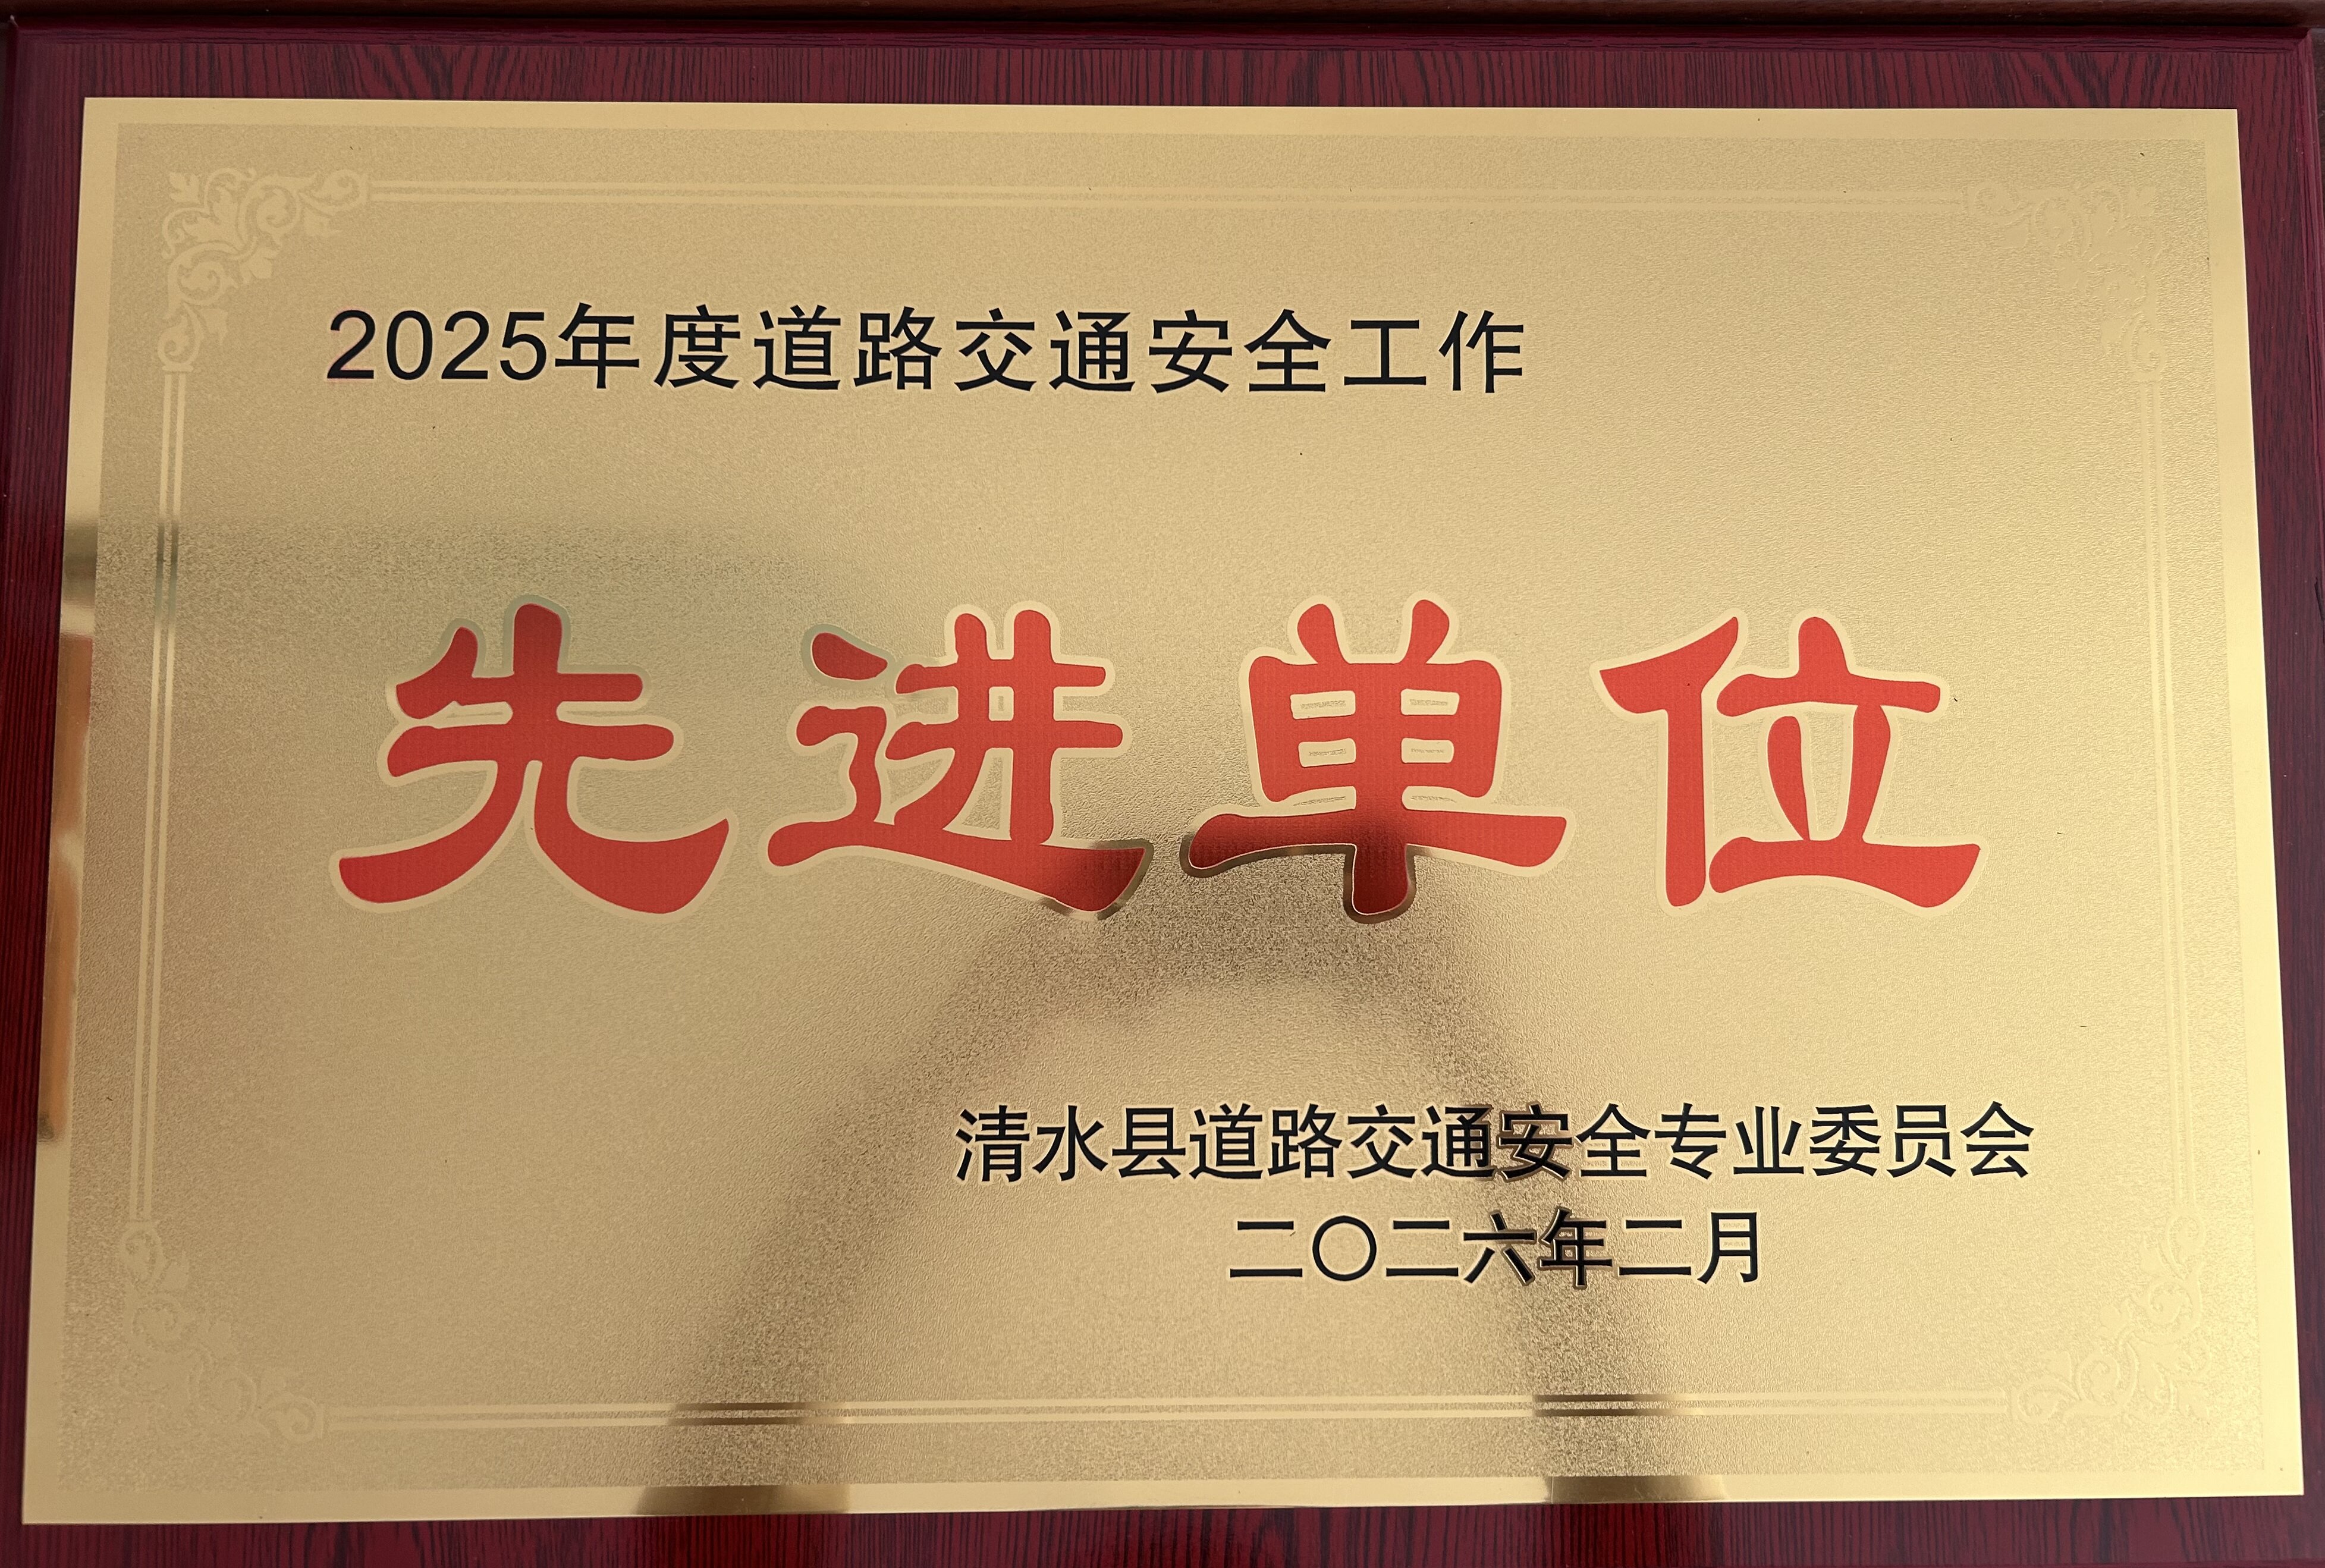 2025年度道路交通安全工作
先进单位
清水县道路交通安全专业委员会
二〇二六年二月